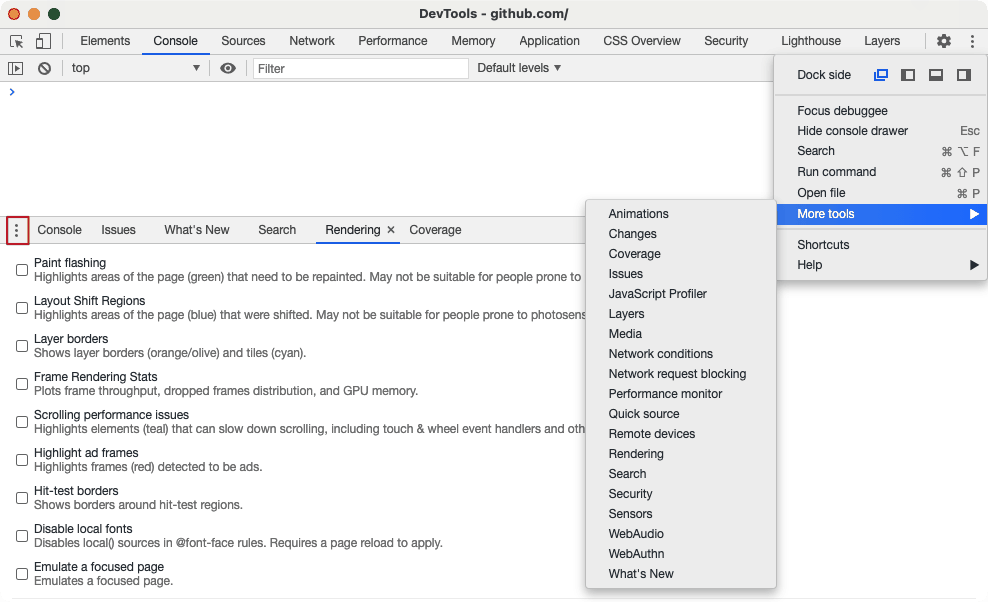 DevTools - github.com/
Elements Console Sources Network Performance Memory Application CSS Overview Security Lighthouse Layers
top Filter Default levels
Dock side
Focus debuggee
Hide console drawer Esc
Search ⌘ ⌥ F
Run command ⌘ ⇧ P
Open file ⌘ P
More tools
Shortcuts
Help
Console Issues What's New Search Rendering × Coverage
Paint flashing
Highlights areas of the page (green) that need to be repainted. May not be suitable for people prone to
Layout Shift Regions
Highlights areas of the page (blue) that were shifted. May not be suitable for people prone to photosens
Layer borders
Shows layer borders (orange/olive) and tiles (cyan).
Frame Rendering Stats
Plots frame throughput, dropped frames distribution, and GPU memory.
Scrolling performance issues
Highlights elements (teal) that can slow down scrolling, including touch & wheel event handlers and oth
Highlight ad frames
Highlights frames (red) detected to be ads.
Hit-test borders
Shows borders around hit-test regions.
Disable local fonts
Disables local() sources in @font-face rules. Requires a page reload to apply.
Emulate a focused page
Emulates a focused page.
Animations
Changes
Coverage
Issues
JavaScript Profiler
Layers
Media
Network conditions
Network request blocking
Performance monitor
Quick source
Remote devices
Rendering
Search
Security
Sensors
WebAudio
WebAuthn
What's New